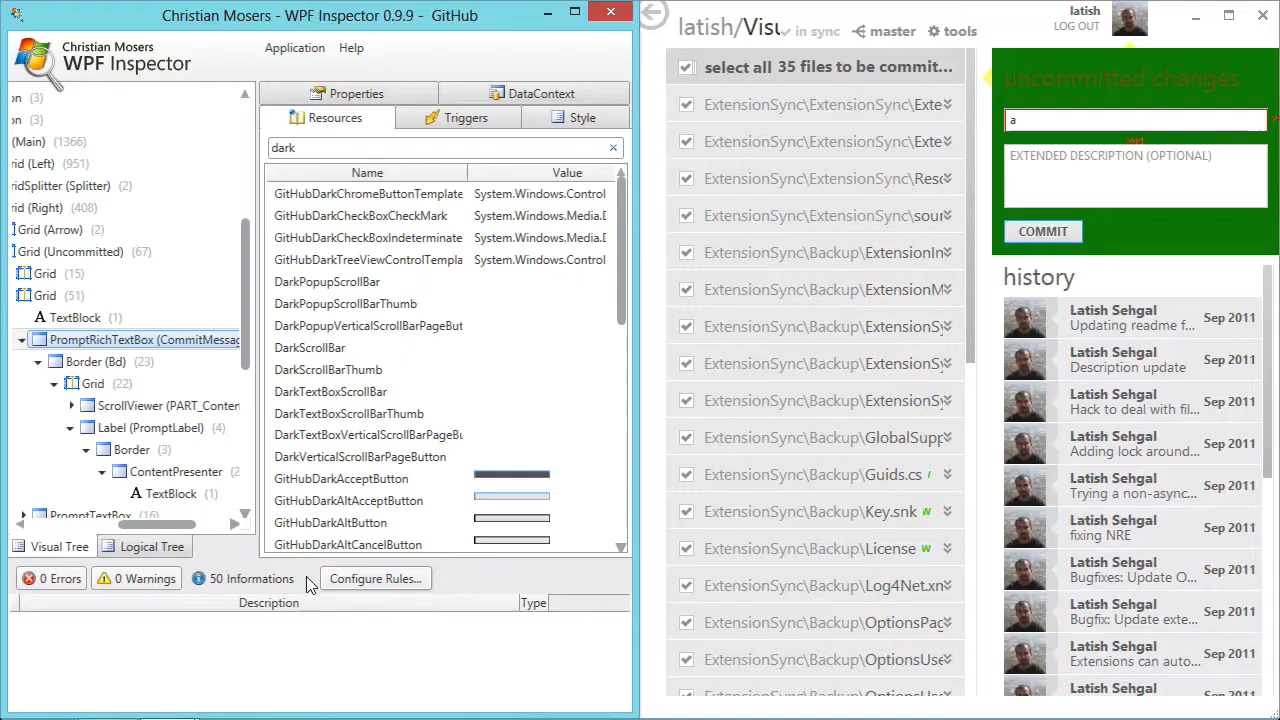 Christian Mosers - WPF Inspector 0.9.9 - GitHub
Christian Mosers
WPF Inspector
Application Help
on (3)
on (3)
(Main) (1366)
rid (Left) (951)
ridSplitter (Splitter) (2)
rid (Right) (408)
Grid (Arrow) (2)
Grid (Uncommitted) (67)
Grid (15)
Grid (51)
A TextBlock (1)
PromptRichTextBox (CommitMessag
Border (Bd) (23)
Grid (22)
ScrollViewer (PART_Conten
Label (PromptLabel) (4)
Border (3)
ContentPresenter (2
A TextBlock (1)
PromptTextBox (16)
Visual Tree
Logical Tree
Properties
DataContext
Resources
Triggers
Style
dark
Name Value
GitHubDarkChromeButtonTemplate System.Windows.Control
GitHubDarkCheckBoxCheckMark System.Windows.Media.D
GitHubDarkCheckBoxIndeterminate System.Windows.Media.D
GitHubDarkTreeViewControlTempla System.Windows.Control
DarkPopupScrollBar
DarkPopupScrollBarThumb
DarkPopupVerticalScrollBarPageBut
DarkScrollBar
DarkScrollBarThumb
DarkTextBoxScrollBar
DarkTextBoxScrollBarThumb
DarkTextBoxVerticalScrollBarPageBu
DarkVerticalScrollBarPageButton
GitHubDarkAcceptButton
GitHubDarkAltAcceptButton
GitHubDarkAltButton
GitHubDarkAltCancelButton
0 Errors
0 Warnings
50 Informations
Configure Rules...
Description Type
latish/Visu
in sync
master
tools
latish
LOG OUT
select all 35 files to be commit...
ExtensionSync\ExtensionSync\Exte
ExtensionSync\ExtensionSync\Exte
ExtensionSync\ExtensionSync\Reso
ExtensionSync\ExtensionSync\sour
ExtensionSync\Backup\ExtensionIn
ExtensionSync\Backup\ExtensionM
ExtensionSync\Backup\ExtensionSy
ExtensionSync\Backup\ExtensionSy
ExtensionSync\Backup\ExtensionSy
ExtensionSync\Backup\GlobalSupp
ExtensionSync\Backup\Guids.cs
ExtensionSync\Backup\Key.snk w
ExtensionSync\Backup\License w
ExtensionSync\Backup\Log4Net.xn
ExtensionSync\Backup\OptionsPag
ExtensionSync\Backup\OptionsUse
ExtensionSync\Backup\OptionsUse
uncommitted changes
a
EXTENDED DESCRIPTION (OPTIONAL)
COMMIT
history
Latish Sehgal
Updating readme f... Sep 2011
Latish Sehgal
Description update Sep 2011
Latish Sehgal
Hack to deal with fil... Sep 2011
Latish Sehgal
Adding lock around... Sep 2011
Latish Sehgal
Trying a non-async... Sep 2011
Latish Sehgal
fixing NRE Sep 2011
Latish Sehgal
Bugfixes: Update O... Sep 2011
Latish Sehgal
Bugfix: Update exte... Sep 2011
Latish Sehgal
Extensions can auto... Sep 2011
Latish Sehgal